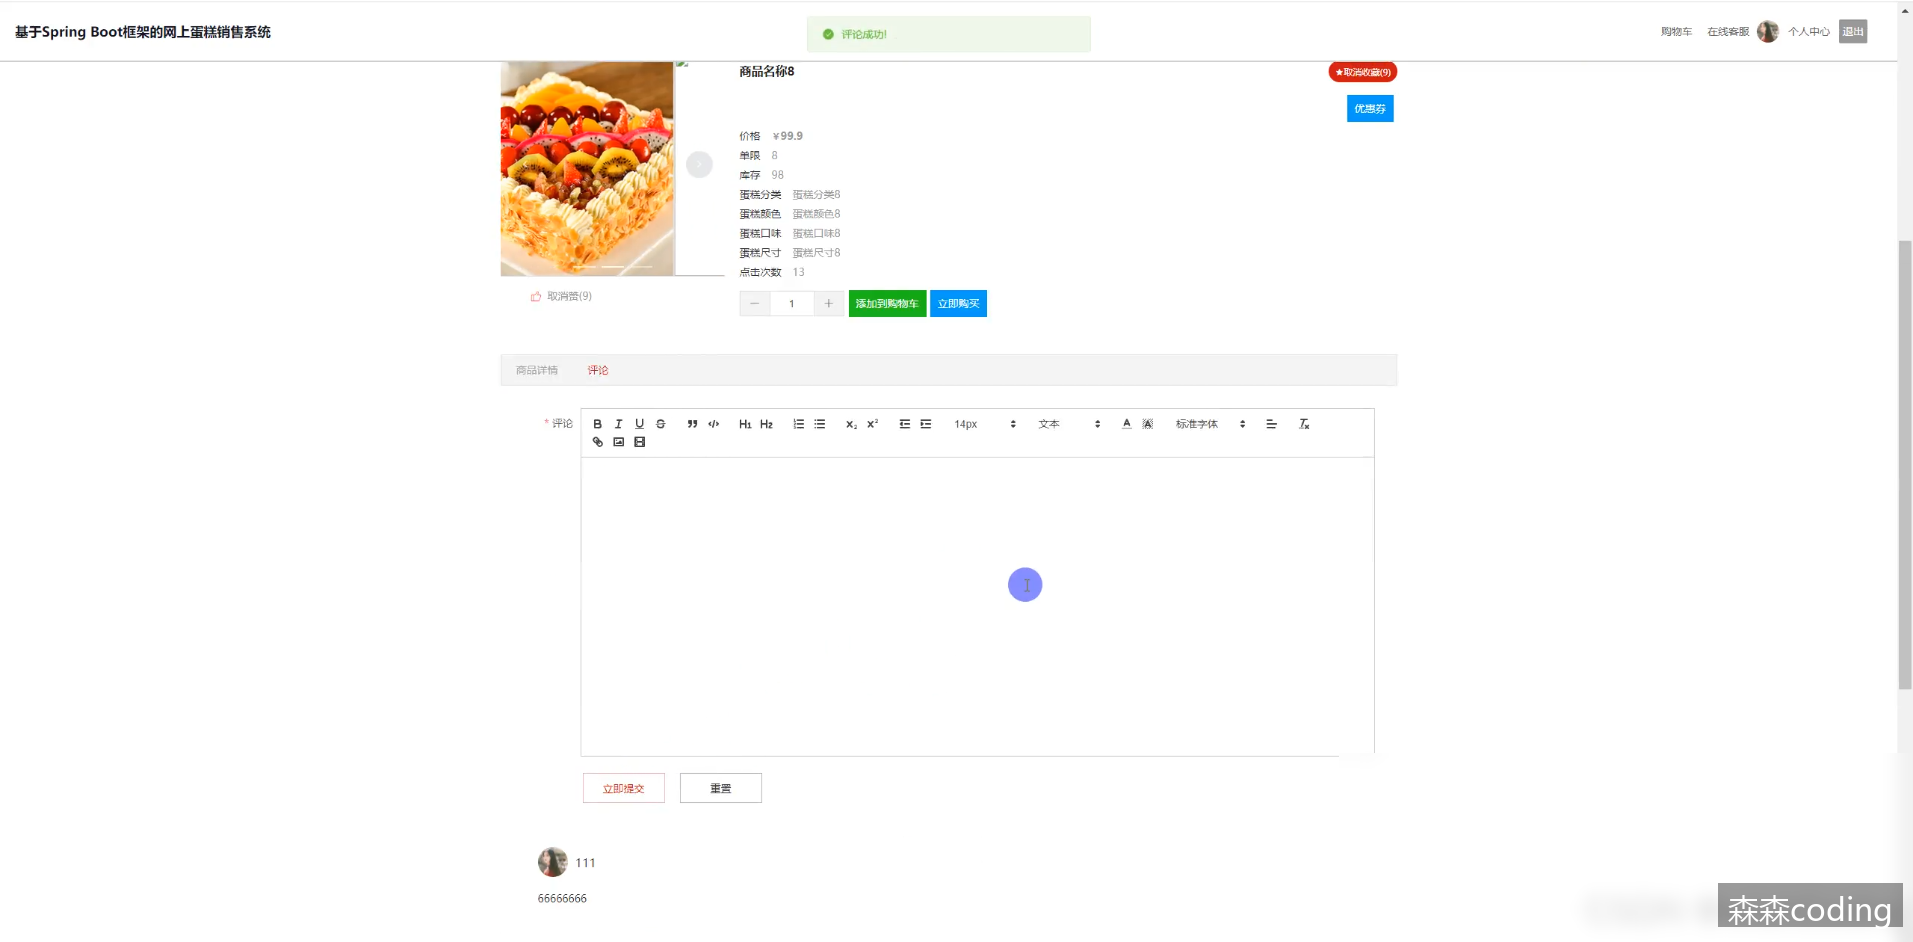 基于Spring Boot框架的网上蛋糕销售系统
评论成功!
购物车 在线客服 个人中心 退出
商品名称8
★取消收藏(9)
优惠券
价格 ￥99.9
单限 8
库存 98
蛋糕分类 蛋糕分类8
蛋糕颜色 蛋糕颜色8
蛋糕口味 蛋糕口味8
蛋糕尺寸 蛋糕尺寸8
点击次数 13
取消赞(9)
− 1 + 添加到购物车 立即购买
商品详情 评论
* 评论
B I U S H1 H2 x₂ x² 14px 文本 A A 标准字体 Tx
立即提交 重置
111
66666666
森森coding